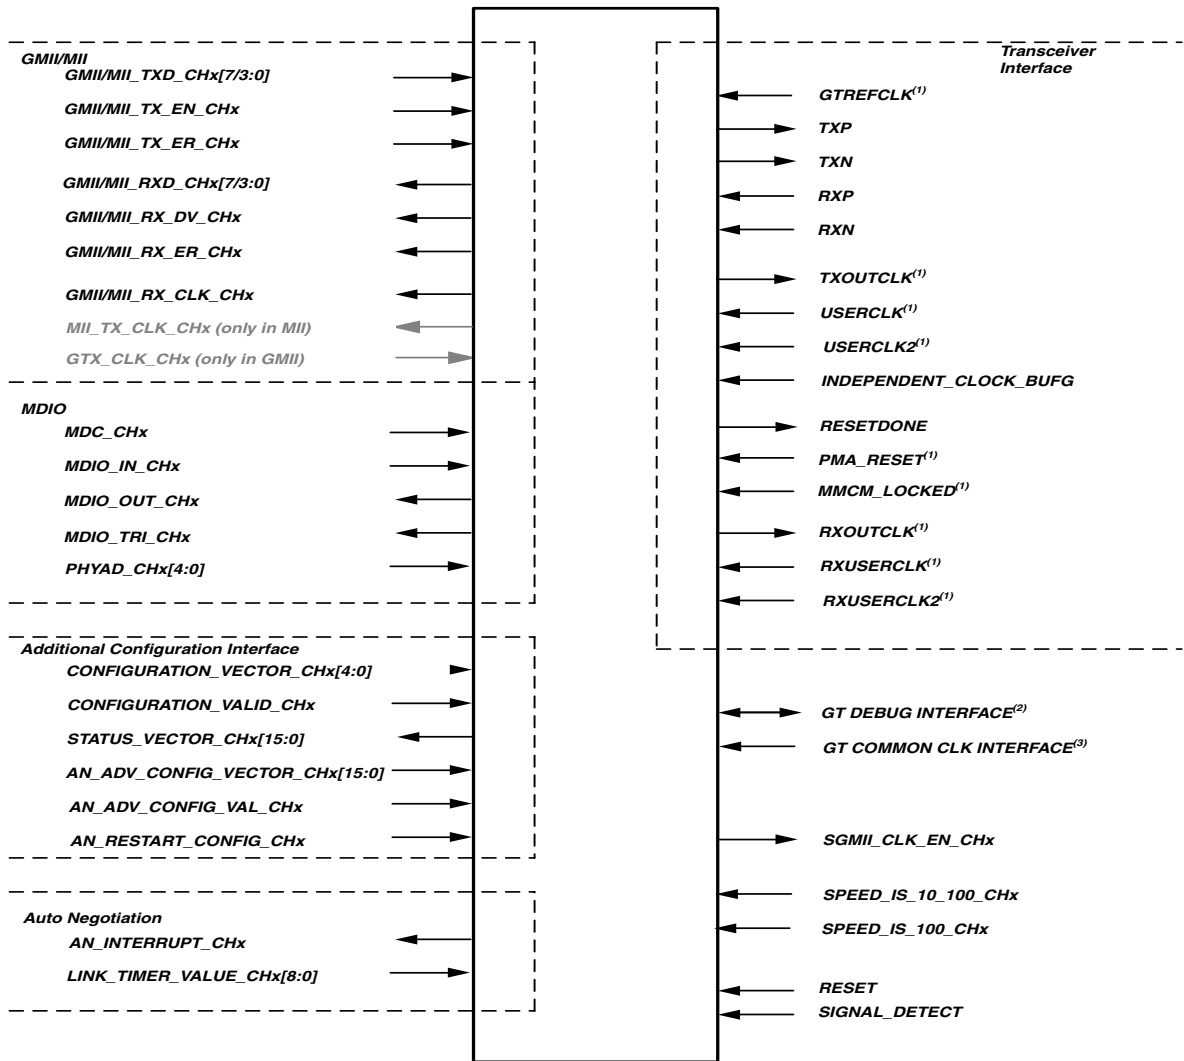 GMII/MII
GMII/MII_TXD_CHx[7/3:0]
GMII/MII_TX_EN_CHx
GMII/MII_TX_ER_CHx
GMII/MII_RXD_CHx[7/3:0]
GMII/MII_RX_DV_CHx
GMII/MII_RX_ER_CHx
GMII/MII_RX_CLK_CHx
MII_TX_CLK_CHx (only in MII)
GTX_CLK_CHx (only in GMII)
MDIO
MDC_CHx
MDIO_IN_CHx
MDIO_OUT_CHx
MDIO_TRI_CHx
PHYAD_CHx[4:0]
Additional Configuration Interface
CONFIGURATION_VECTOR_CHx[4:0]
CONFIGURATION_VALID_CHx
STATUS_VECTOR_CHx[15:0]
AN_ADV_CONFIG_VECTOR_CHx[15:0]
AN_ADV_CONFIG_VAL_CHx
AN_RESTART_CONFIG_CHx
Auto Negotiation
AN_INTERRUPT_CHx
LINK_TIMER_VALUE_CHx[8:0]
Transceiver
Interface
GTREFCLK(1)
TXP
TXN
RXP
RXN
TXOUTCLK(1)
USERCLK(1)
USERCLK2(1)
INDEPENDENT_CLOCK_BUFG
RESETDONE
PMA_RESET(1)
MMCM_LOCKED(1)
RXOUTCLK(1)
RXUSERCLK(1)
RXUSERCLK2(1)
GT DEBUG INTERFACE(2)
GT COMMON CLK INTERFACE(3)
SGMII_CLK_EN_CHx
SPEED_IS_10_100_CHx
SPEED_IS_100_CHx
RESET
SIGNAL_DETECT